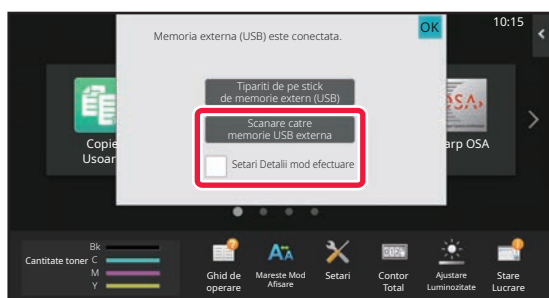 10:15
Memoria externa (USB) este conectata.
OK
Tipariti de pe stick
de memorie extern (USB)
Scanare catre
memorie USB externa
Setari Detalii mod efectuare
Copie
Usoar
arp OSA
Cantitate toner
Bk
C
M
Y
Ghid de
operare
Mareste Mod
Afisare
Setari
Contor
Total
Ajustare
Luminozitate
Stare
Lucrare